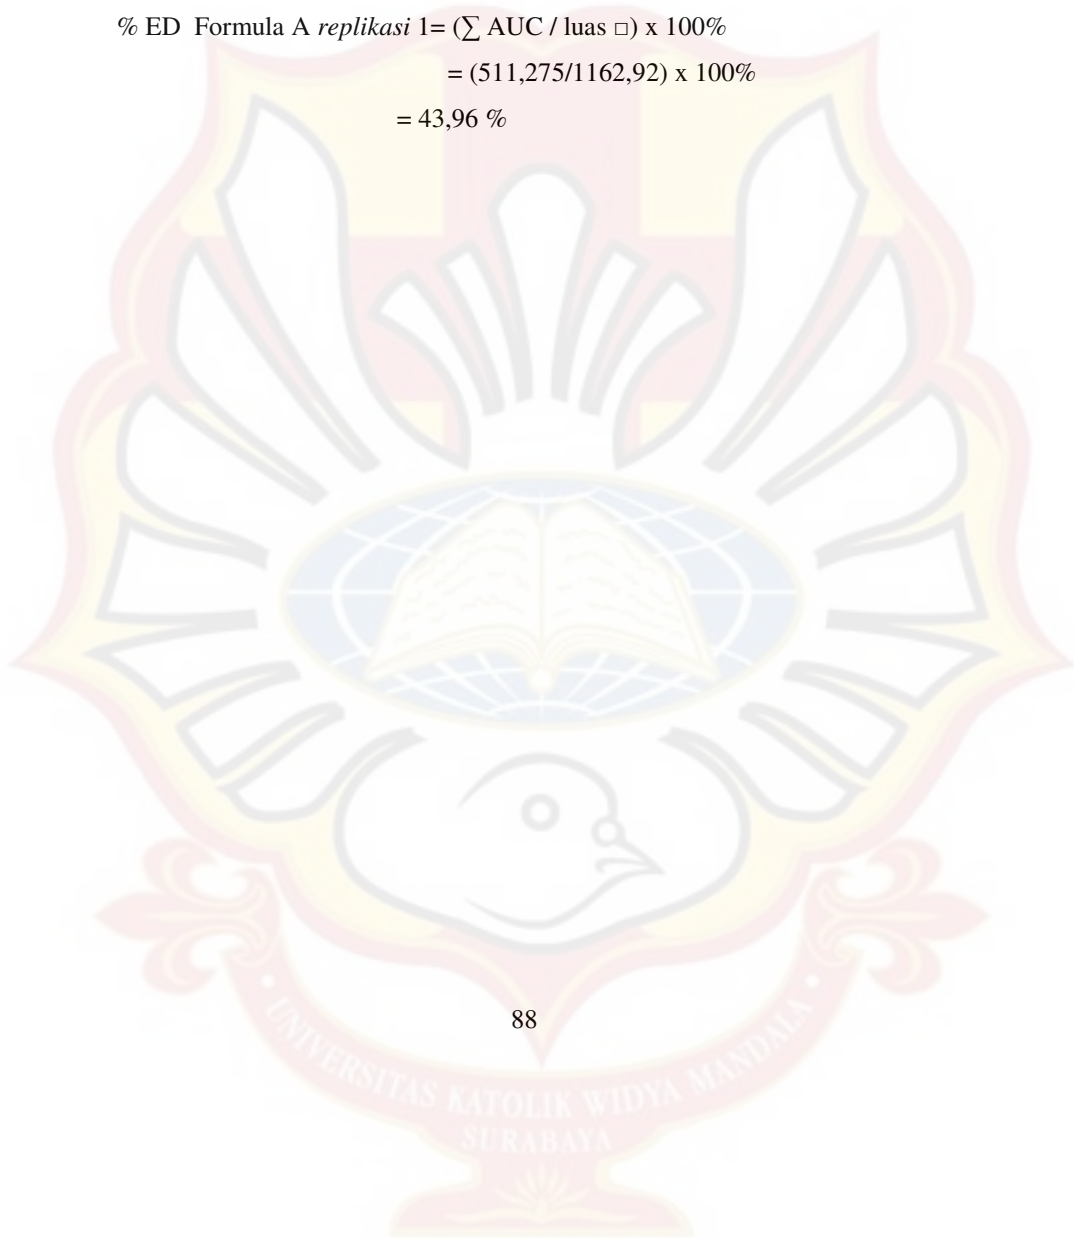 % ED Formula A replikasi 1= (∑ AUC / luas □) x 100%
= (511,275/1162,92) x 100%
= 43,96 %
88
• UNIVERSITAS KATOLIK WIDYA MANDALA •
SURABAYA